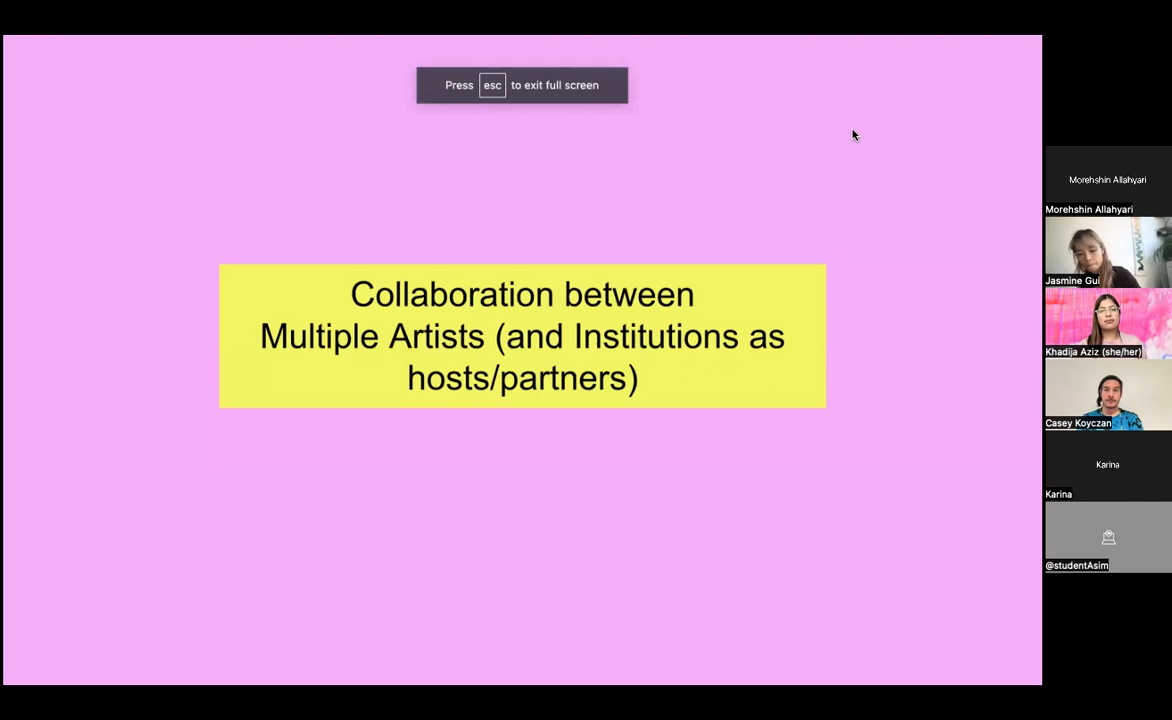 Press esc to exit full screen
Collaboration between
Multiple Artists (and Institutions as
hosts/partners)
Morehshin Allahyari
Morehshin Allahyari
Jasmine Gui
Khadija Aziz (she/her)
Casey Koyczan
Karina
Karina
@studentAsim